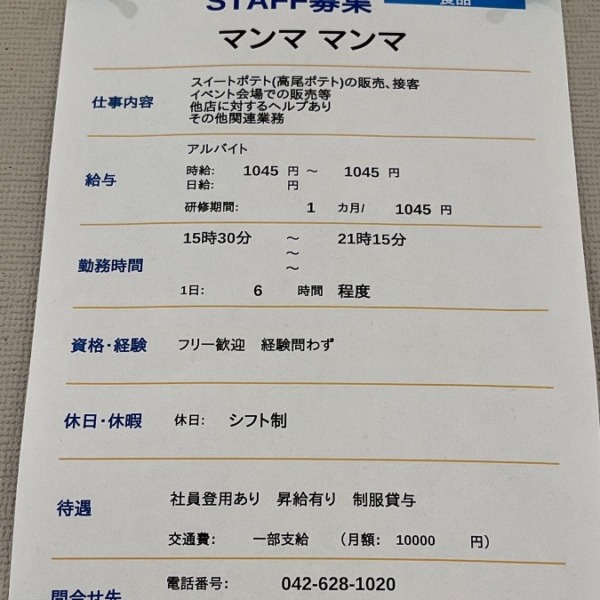 STAFF募集
食品
マンマ マンマ
仕事内容
スイートポテト(高尾ポテト)の販売、接客
イベント会場での販売等
他店に対するヘルプあり
その他関連業務
給与
アルバイト
時給: 1045 円 ～ 1045 円
日給: 円
研修期間: 1 カ月/ 1045 円
勤務時間
15時30分 ～ 21時15分
～
～
1日: 6 時間 程度
資格・経験 フリー歓迎 経験問わず
休日・休暇 休日: シフト制
待遇
社員登用あり 昇給有り 制服貸与
交通費: 一部支給 (月額: 10000 円)
問合せ先
電話番号: 042-628-1020